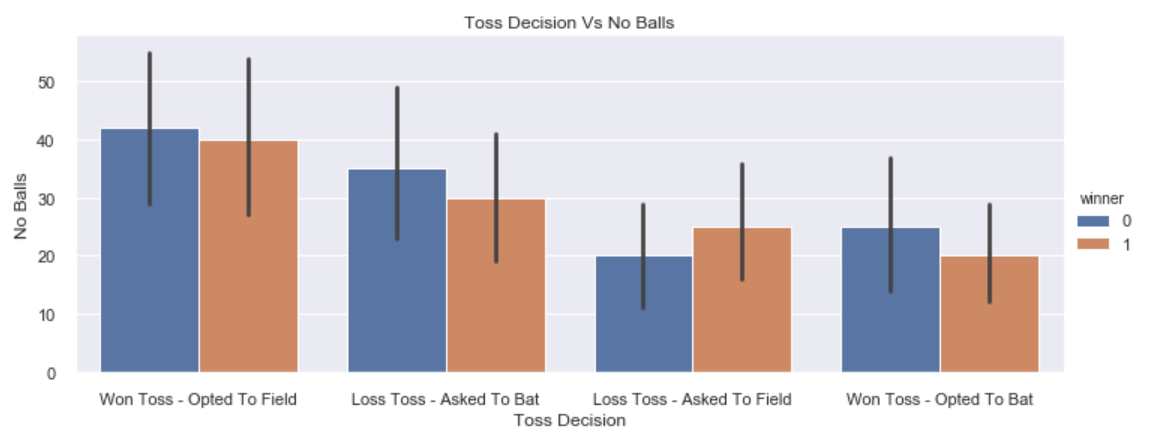 Toss Decision Vs No Balls
50
40
30
20
10
0
No Balls
Won Toss - Opted To Field
Loss Toss - Asked To Bat
Loss Toss - Asked To Field
Won Toss - Opted To Bat
Toss Decision
winner
0
1